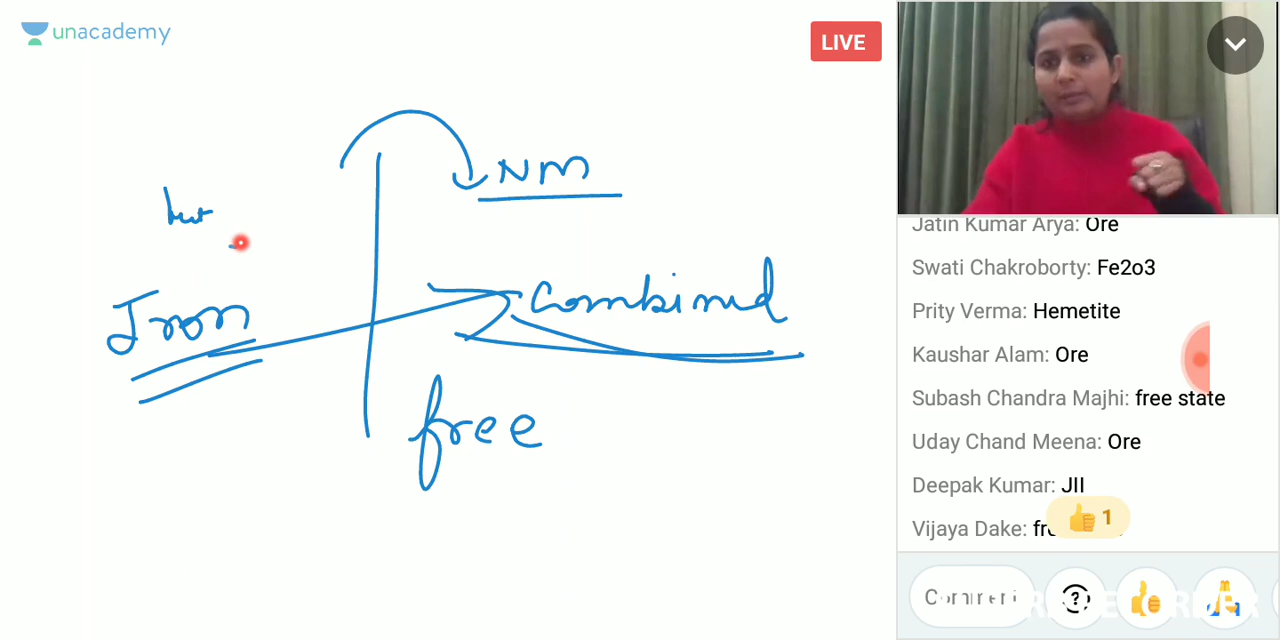 unacademy
LIVE
NM
Iron
Combined
free
Jatin Kumar Arya: Ore
Swati Chakroborty: Fe2o3
Prity Verma: Hemetite
Kaushar Alam: Ore
Subash Chandra Majhi: free state
Uday Chand Meena: Ore
Deepak Kumar: JII
Vijaya Dake:
1